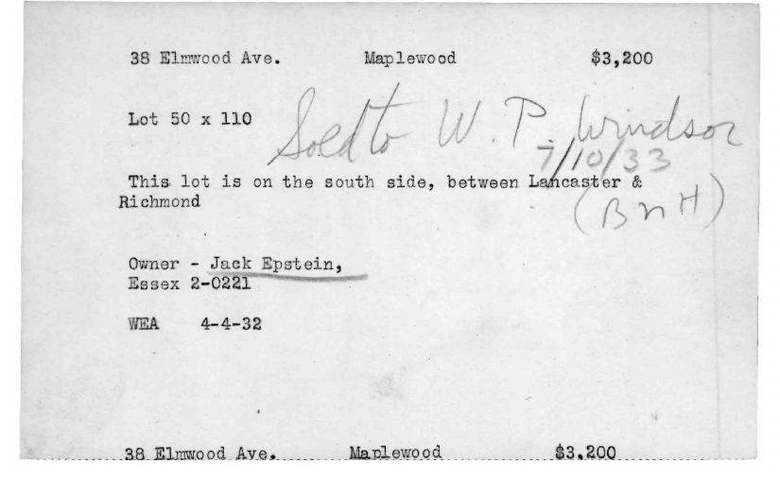 38 Elmwood Ave. Maplewood $3,200
Lot 50 x 110
Sold to W. P. Windsor
7/10/33
This lot is on the south side, between Lancaster &
Richmond
(B n H)
Owner - Jack Epstein,
Essex 2-0221
WEA 4-4-32
38 Elmwood Ave. Maplewood $3,200